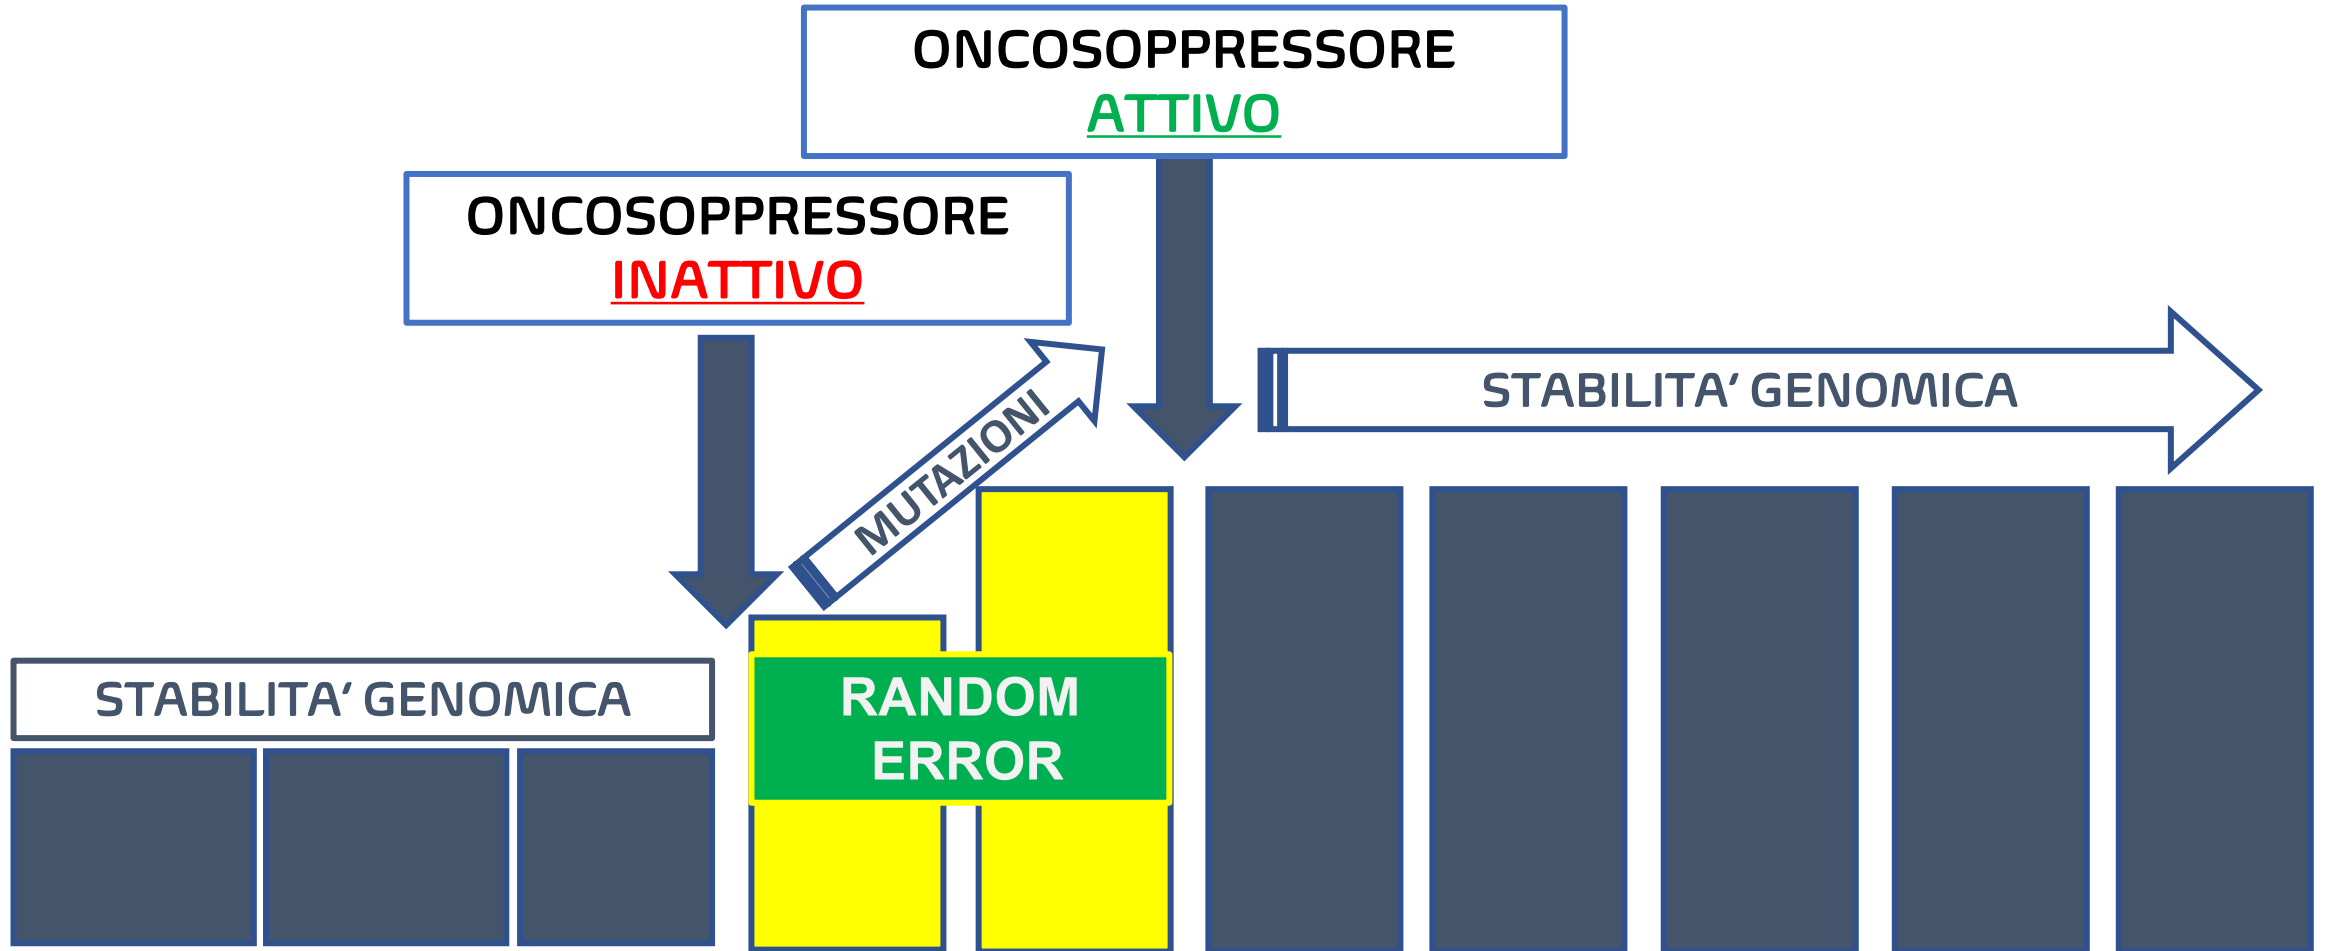 ONCOSOPPRESSORE
ATTIVO
ONCOSOPPRESSORE
INATTIVO
MUTAZIONI
STABILITA’ GENOMICA
STABILITA’ GENOMICA
RANDOM
ERROR